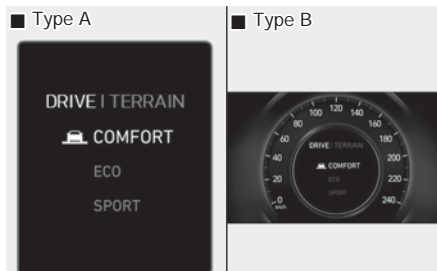 ■ Type A
DRIVE | TERRAIN
COMFORT
ECO
SPORT
■ Type B
0
20
40
60
80
100
120
140
160
180
200
220
240
km/h
DRIVE | TERRAIN
COMFORT
ECO
SPORT